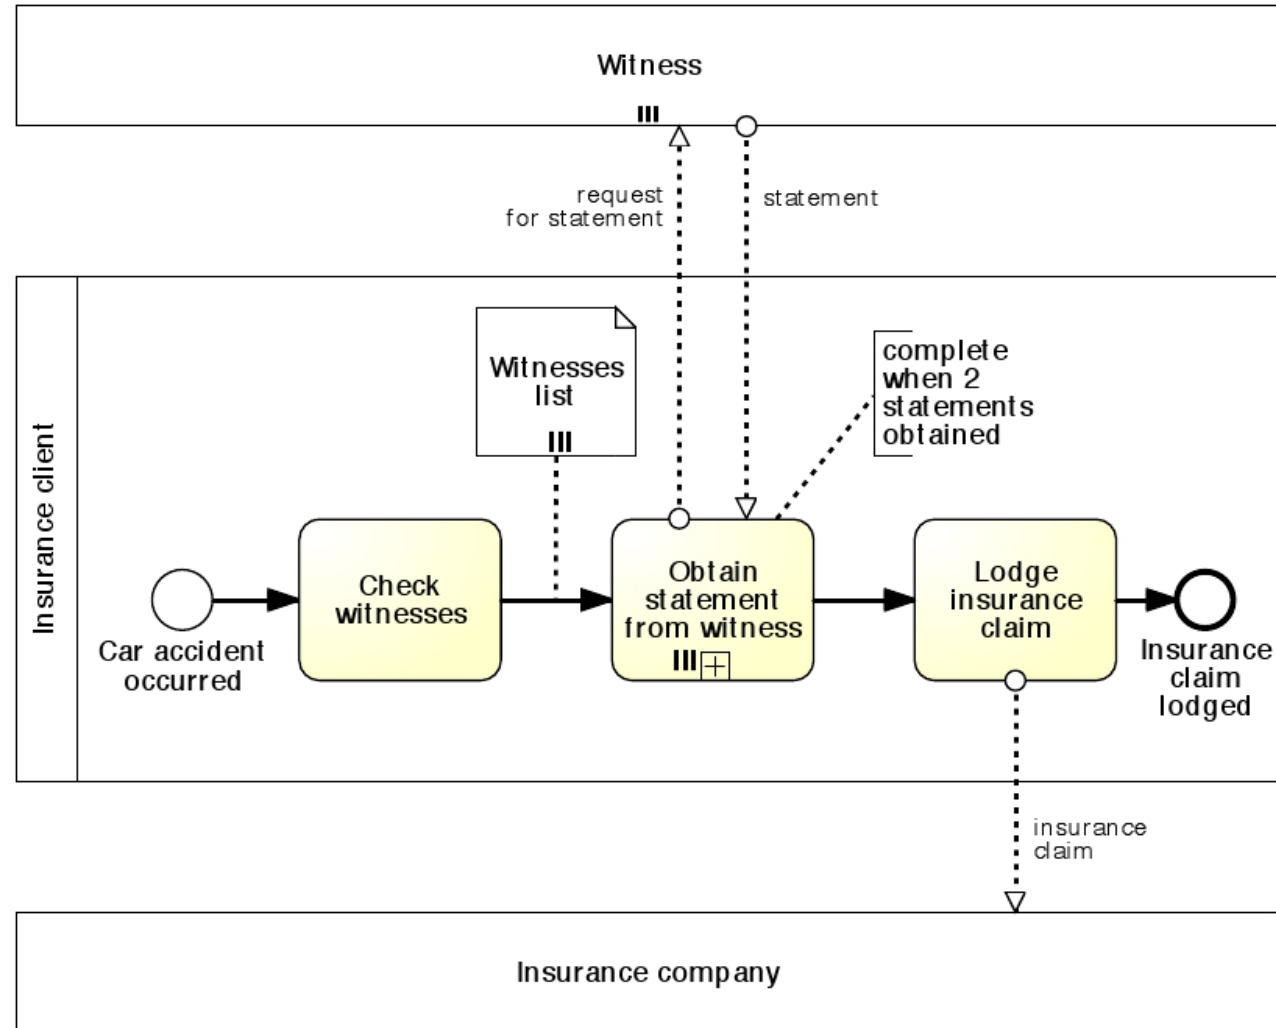 Witness
request
for statement
statement
Insurance client
Witnesses
list
complete
when 2
statements
obtained
Car accident
occurred
Check
witnesses
Obtain
statement
from witness
Lodge
insurance
claim
Insurance
claim
lodged
insurance
claim
Insurance company